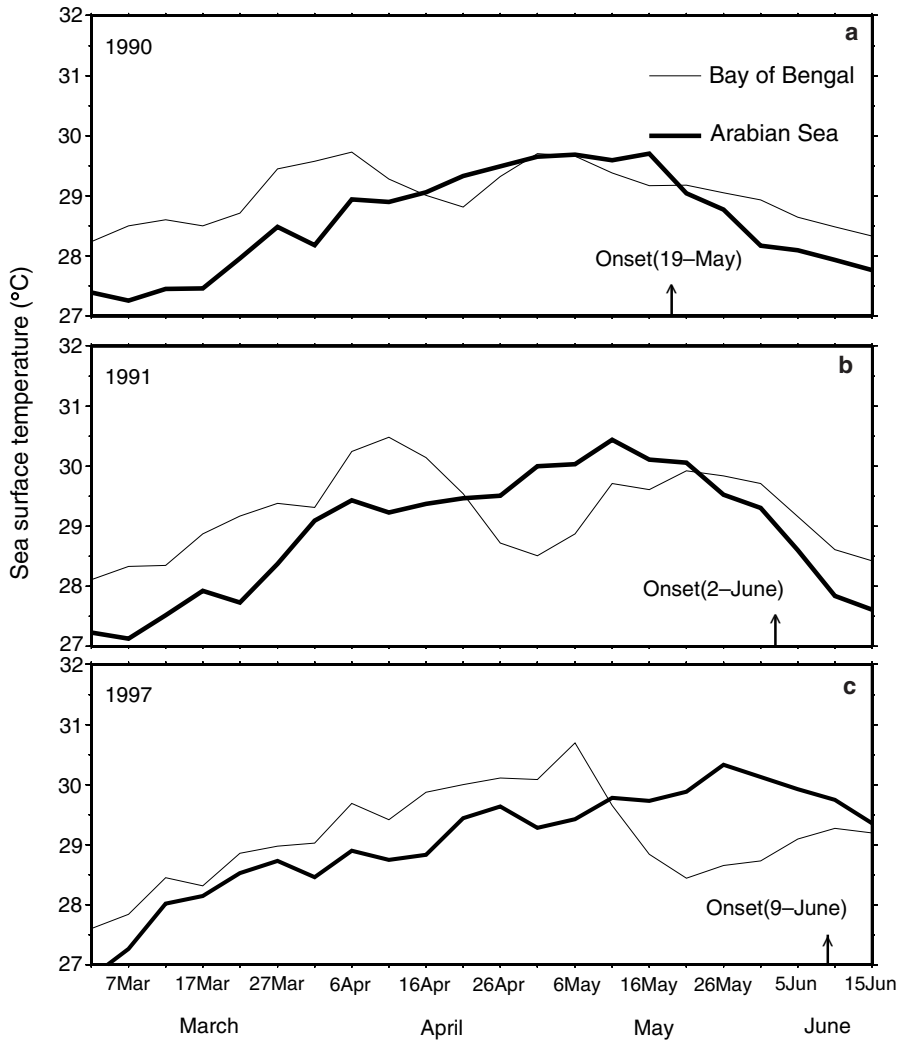 32
1990
a
31
Bay of Bengal
30
Arabian Sea
29
28
Onset(19–May)
27
32
1991
b
31
30
29
28
Onset(2–June)
27
32
1997
c
31
30
29
28
Onset(9–June)
27
Sea surface temperature (°C)
7Mar 17Mar 27Mar 6Apr 16Apr 26Apr 6May 16May 26May 5Jun 15Jun
March April May June